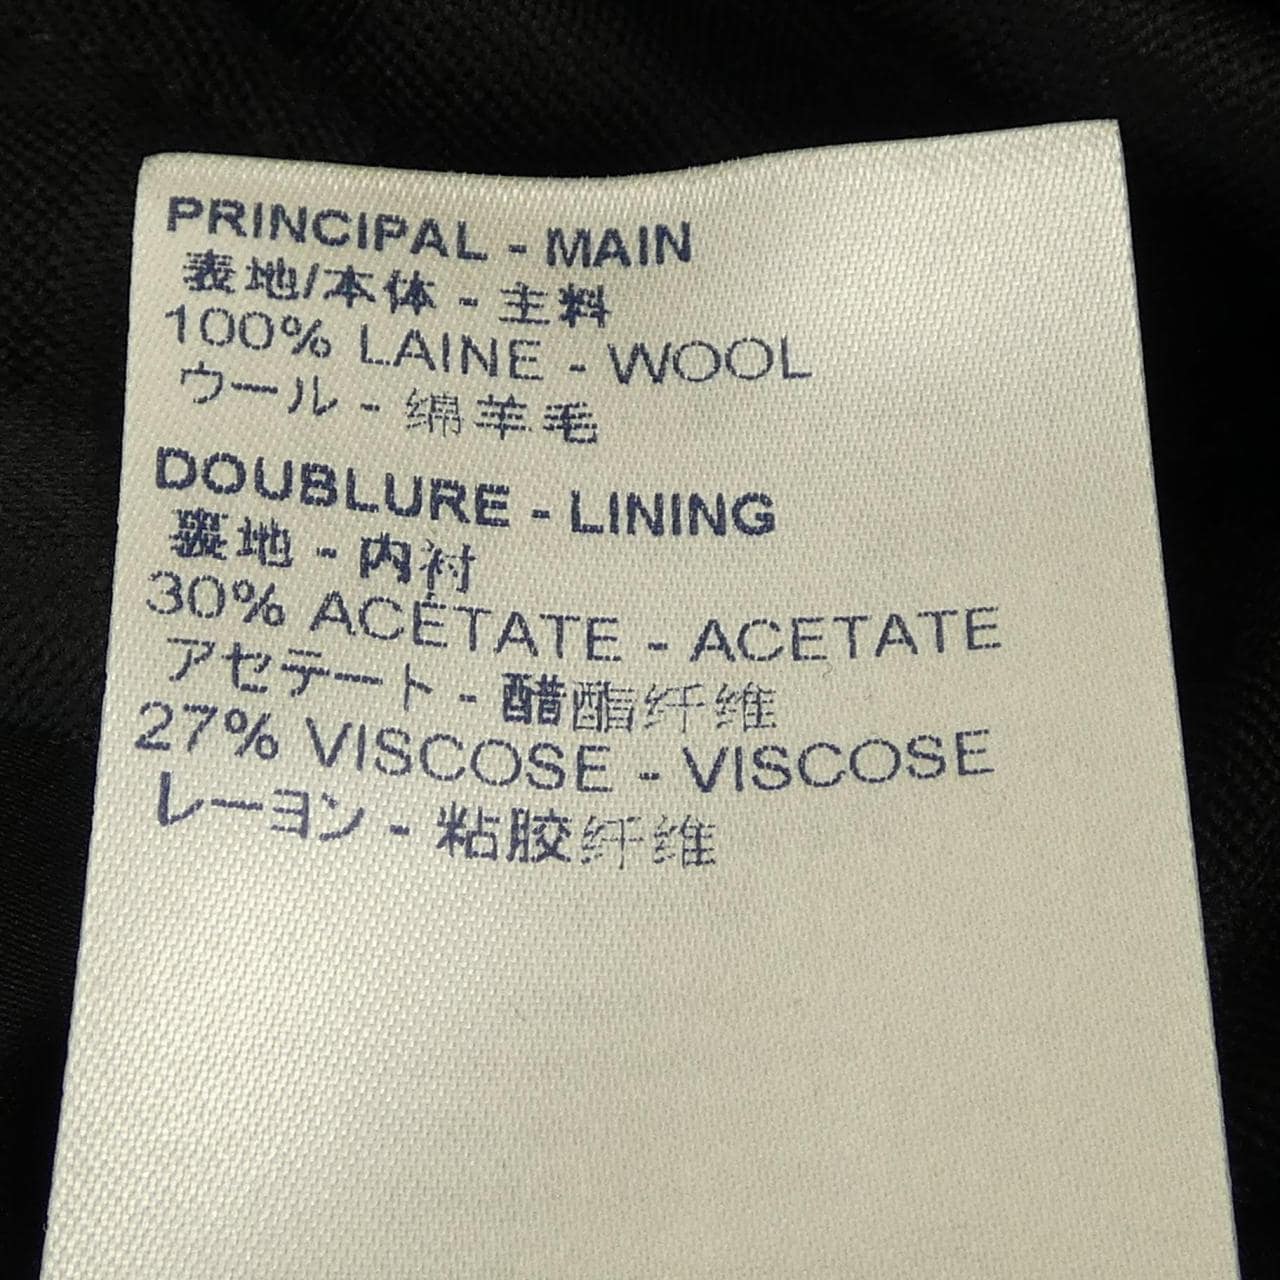 PRINCIPAL - MAIN
表地/本体 - 主料
100% LAINE - WOOL
ウール - 绵羊毛
DOUBLURE - LINING
裏地 - 内衬
30% ACÉTATE - ACETATE
アセテート - 醋酯纤维
27% VISCOSE - VISCOSE
レーヨン - 粘胶纤维